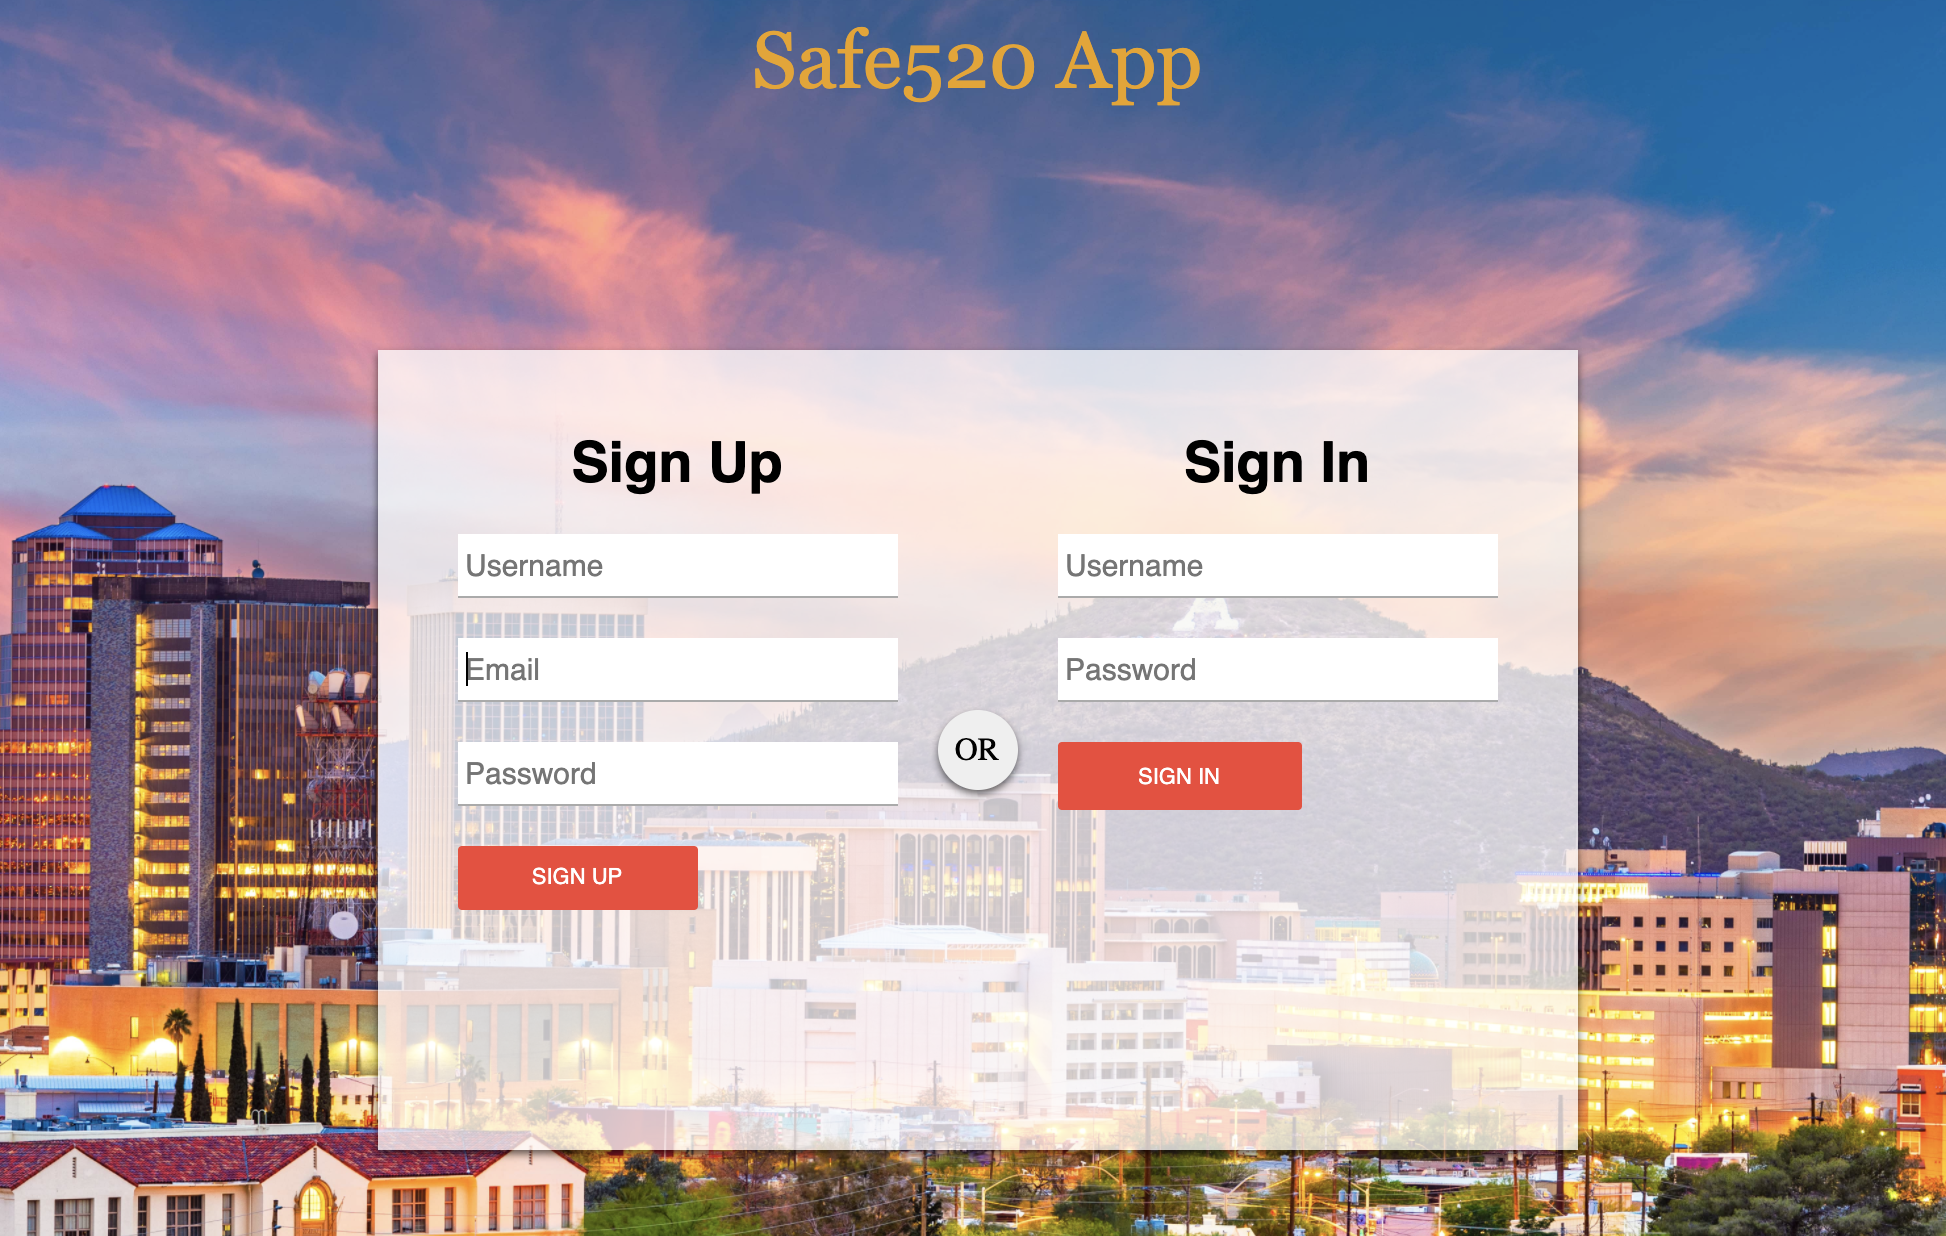 Safe520 App
Sign Up
Username
Email
Password
SIGN UP
OR
Sign In
Username
Password
SIGN IN
A